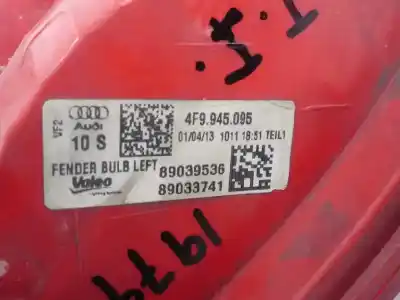 VF2
Audi
10 S
4F9.945.095
01/04/13 1011 18:51 TEIL1
FENDER BULB LEFT
89039536
Valeo
89033741